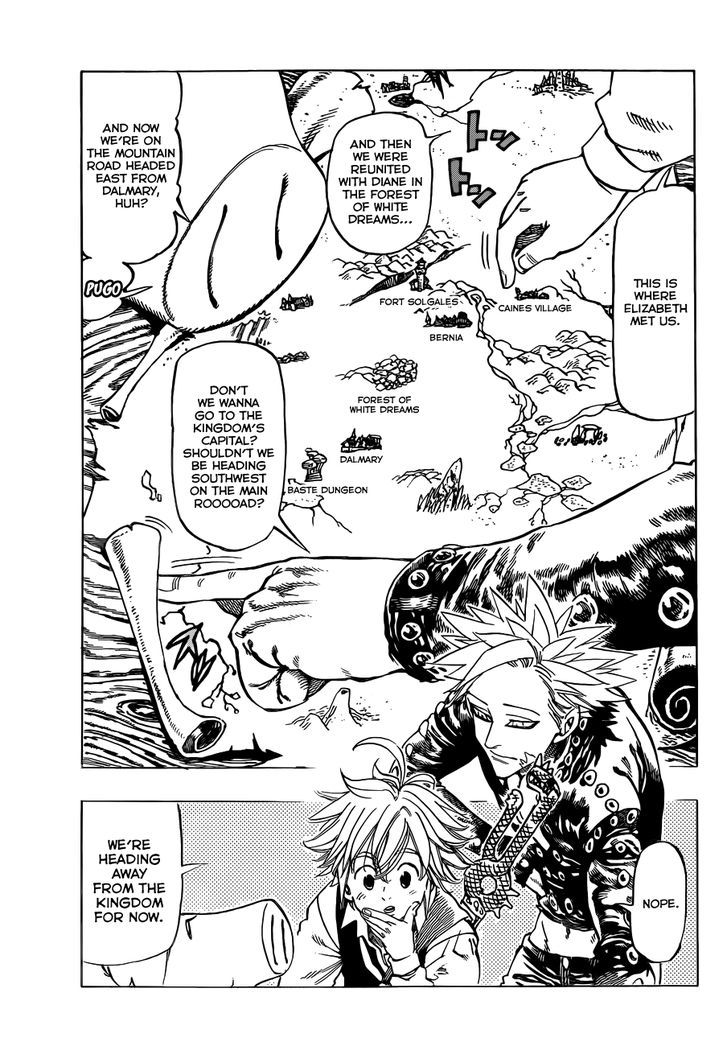 THIS IS
WHERE
ELIZABETH
MET US.
トン
トン
AND THEN
WE WERE
REUNITED
WITH DIANE IN
THE FOREST
OF WHITE
DREAMS...
AND NOW
WE'RE ON
THE MOUNTAIN
ROAD HEADED
EAST FROM
DALMARY,
HUH?
PUGO
FORT SOLGALES
CAINES VILLAGE
BERNIA
FOREST OF
WHITE DREAMS
DALMARY
BASTE DUNGEON
DON'T
WE WANNA
GO TO THE
KINGDOM'S
CAPITAL?
SHOULDN'T WE
BE HEADING
SOUTHWEST
ON THE MAIN
ROOOOAD?
NOPE.
WE'RE
HEADING
AWAY
FROM THE
KINGDOM
FOR NOW.